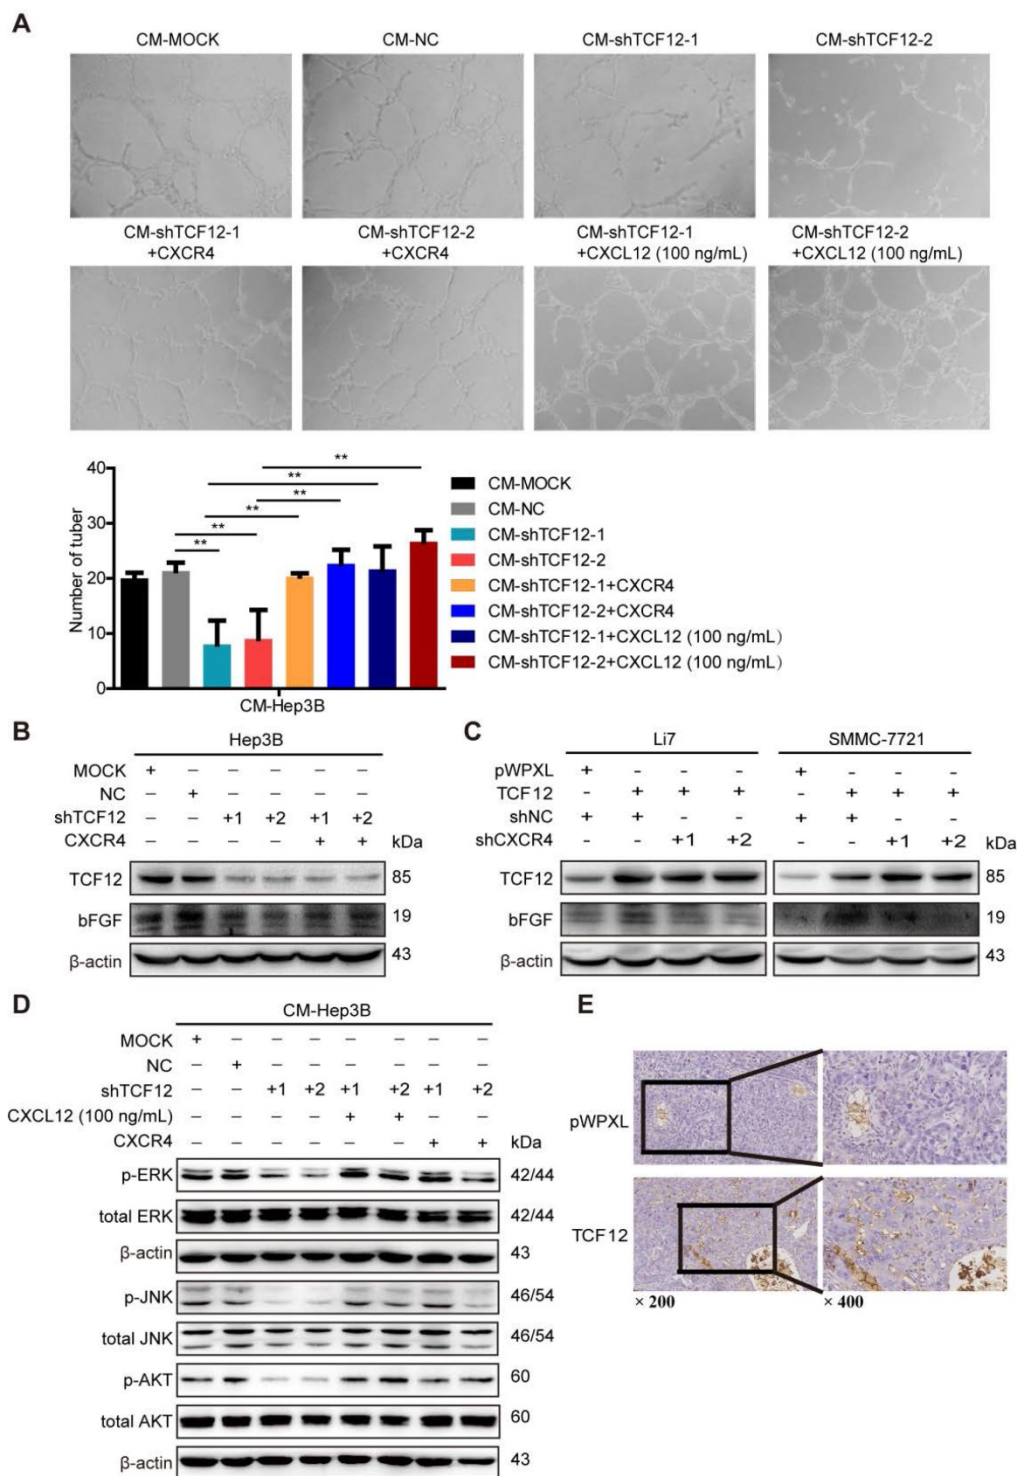 A
CM-MOCK CM-NC CM-shTCF12-1 CM-shTCF12-2
CM-shTCF12-1 CM-shTCF12-2 CM-shTCF12-1 CM-shTCF12-2
+CXCR4 +CXCR4 +CXCL12 (100 ng/mL) +CXCL12 (100 ng/mL)
Number of tuber
40
30
20
10
0
** ** ** ** ** **
CM-Hep3B
CM-MOCK
CM-NC
CM-shTCF12-1
CM-shTCF12-2
CM-shTCF12-1+CXCR4
CM-shTCF12-2+CXCR4
CM-shTCF12-1+CXCL12 (100 ng/mL)
CM-shTCF12-2+CXCL12 (100 ng/mL)
B
Hep3B
MOCK + − − − − −
NC − + − − − −
shTCF12 − − +1 +2 +1 +2
CXCR4 − − − − + + kDa
TCF12 85
bFGF 19
β-actin 43
C
Li7 SMMC-7721
pWPXL + - - - + - - -
TCF12 - + + + - + + +
shNC + + - - + + - -
shCXCR4 - - +1 +2 - - +1 +2 kDa
TCF12 85
bFGF 19
β-actin 43
D
CM-Hep3B
MOCK + − − − − − − −
NC − + − − − − − −
shTCF12 − − +1 +2 +1 +2 +1 +2
CXCL12 (100 ng/mL) − − − − + + − −
CXCR4 − − − − − − + + kDa
p-ERK 42/44
total ERK 42/44
β-actin 43
p-JNK 46/54
total JNK 46/54
p-AKT 60
total AKT 60
β-actin 43
E
pWPXL
TCF12
× 200 × 400